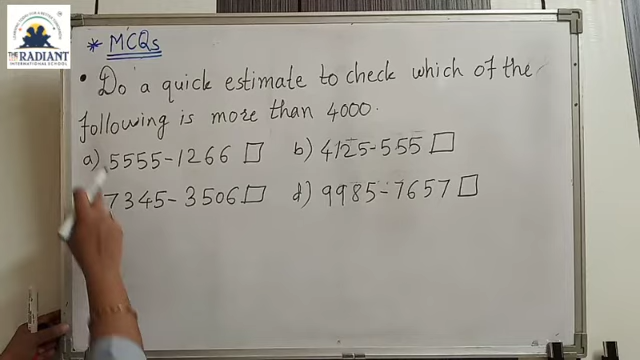 THE RADIANT
INTERNATIONAL SCHOOL
* MCQs
• Do a quick estimate to check which of the
following is more than 4000.
a) 5555-1266 □ b) 4125-555 □
7345-3506 □ d) 9985-7657 □